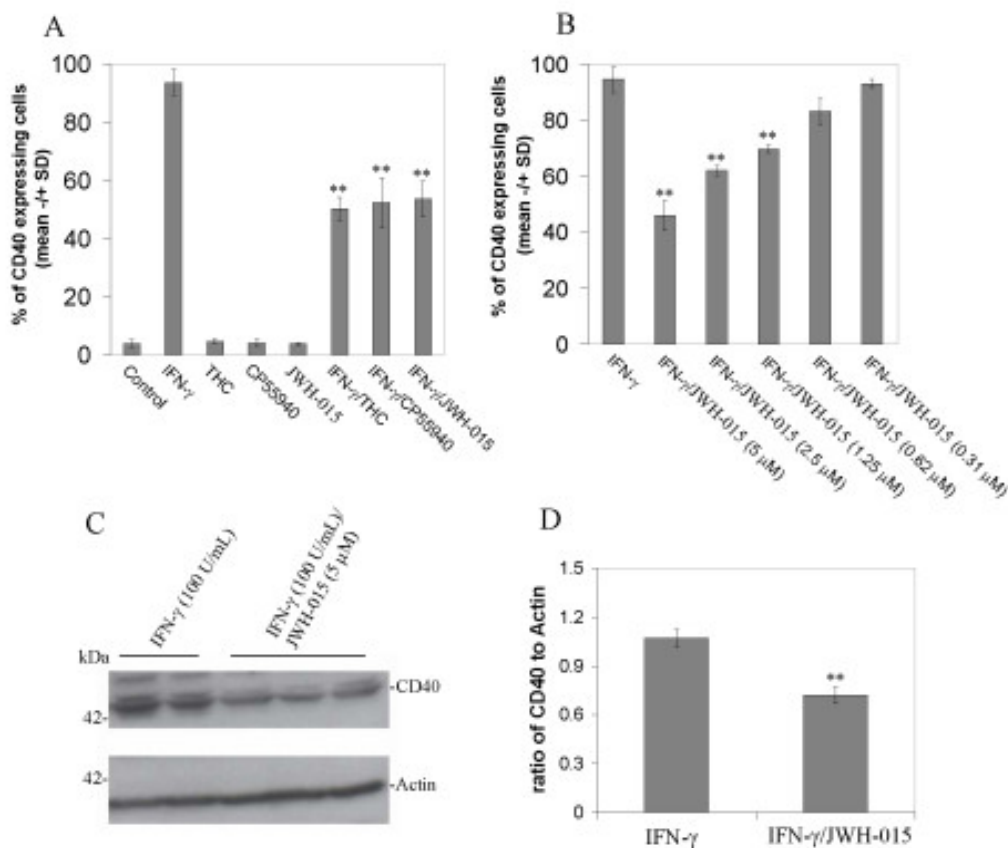 A
% of CD40 expressing cells
(mean -/+ SD)
100
80
60
40
20
0
**
**
**
Control
IFN-γ
THC
CP55940
JWH-015
IFN-γ/THC
IFN-γ/CP55940
IFN-γ/JWH-015
B
% of CD40 expressing cells
(mean -/+ SD)
100
80
60
40
20
0
**
**
**
IFN-γ
IFN-γ/JWH-015 (5 μM)
IFN-γ/JWH-015 (2.5 μM)
IFN-γ/JWH-015 (1.25 μM)
IFN-γ/JWH-015 (0.62 μM)
IFN-γ/JWH-015 (0.31 μM)
C
IFN-γ (100 U/mL)
IFN-γ (100 U/mL)/
JWH-015 (5 μM)
kDa
-CD40
42-
42-
-Actin
D
ratio of CD40 to Actin
1.5
1.2
0.9
0.6
0.3
0
**
IFN-γ
IFN-γ/JWH-015